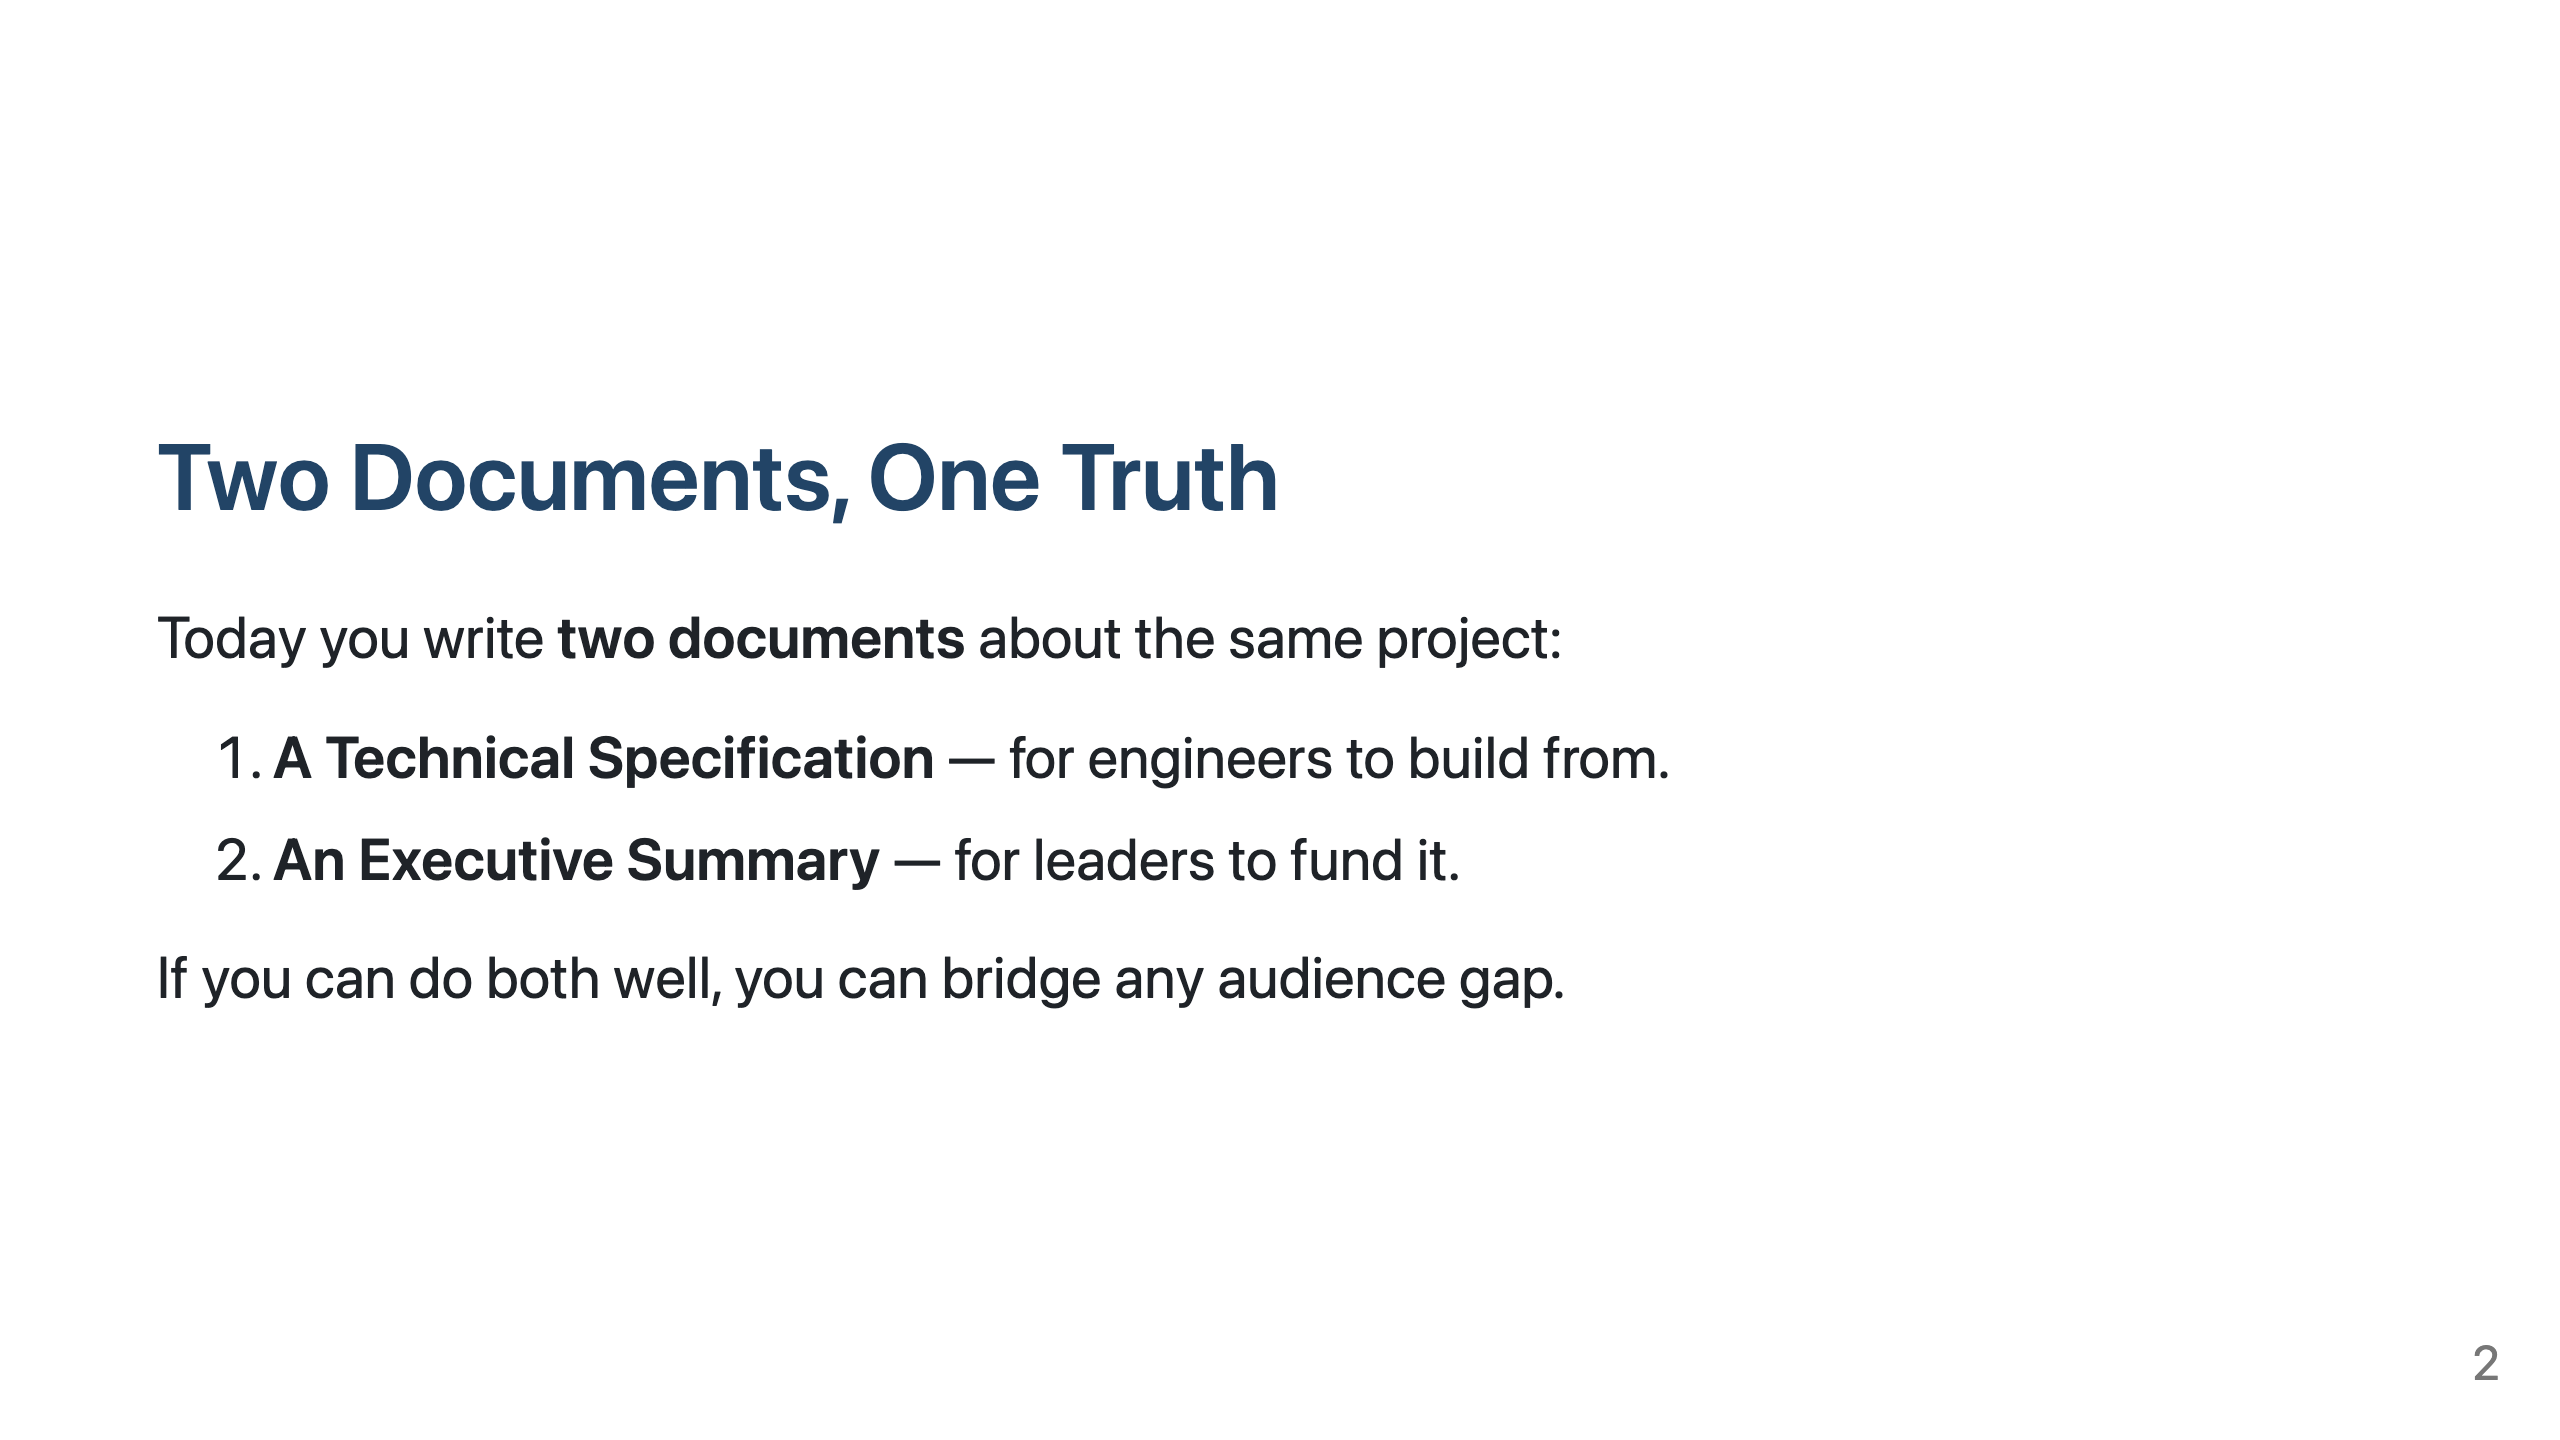 Two Documents, One Truth
Today you write two documents about the same project:
1. A Technical Specification — for engineers to build from.
2. An Executive Summary — for leaders to fund it.
If you can do both well, you can bridge any audience gap.
2